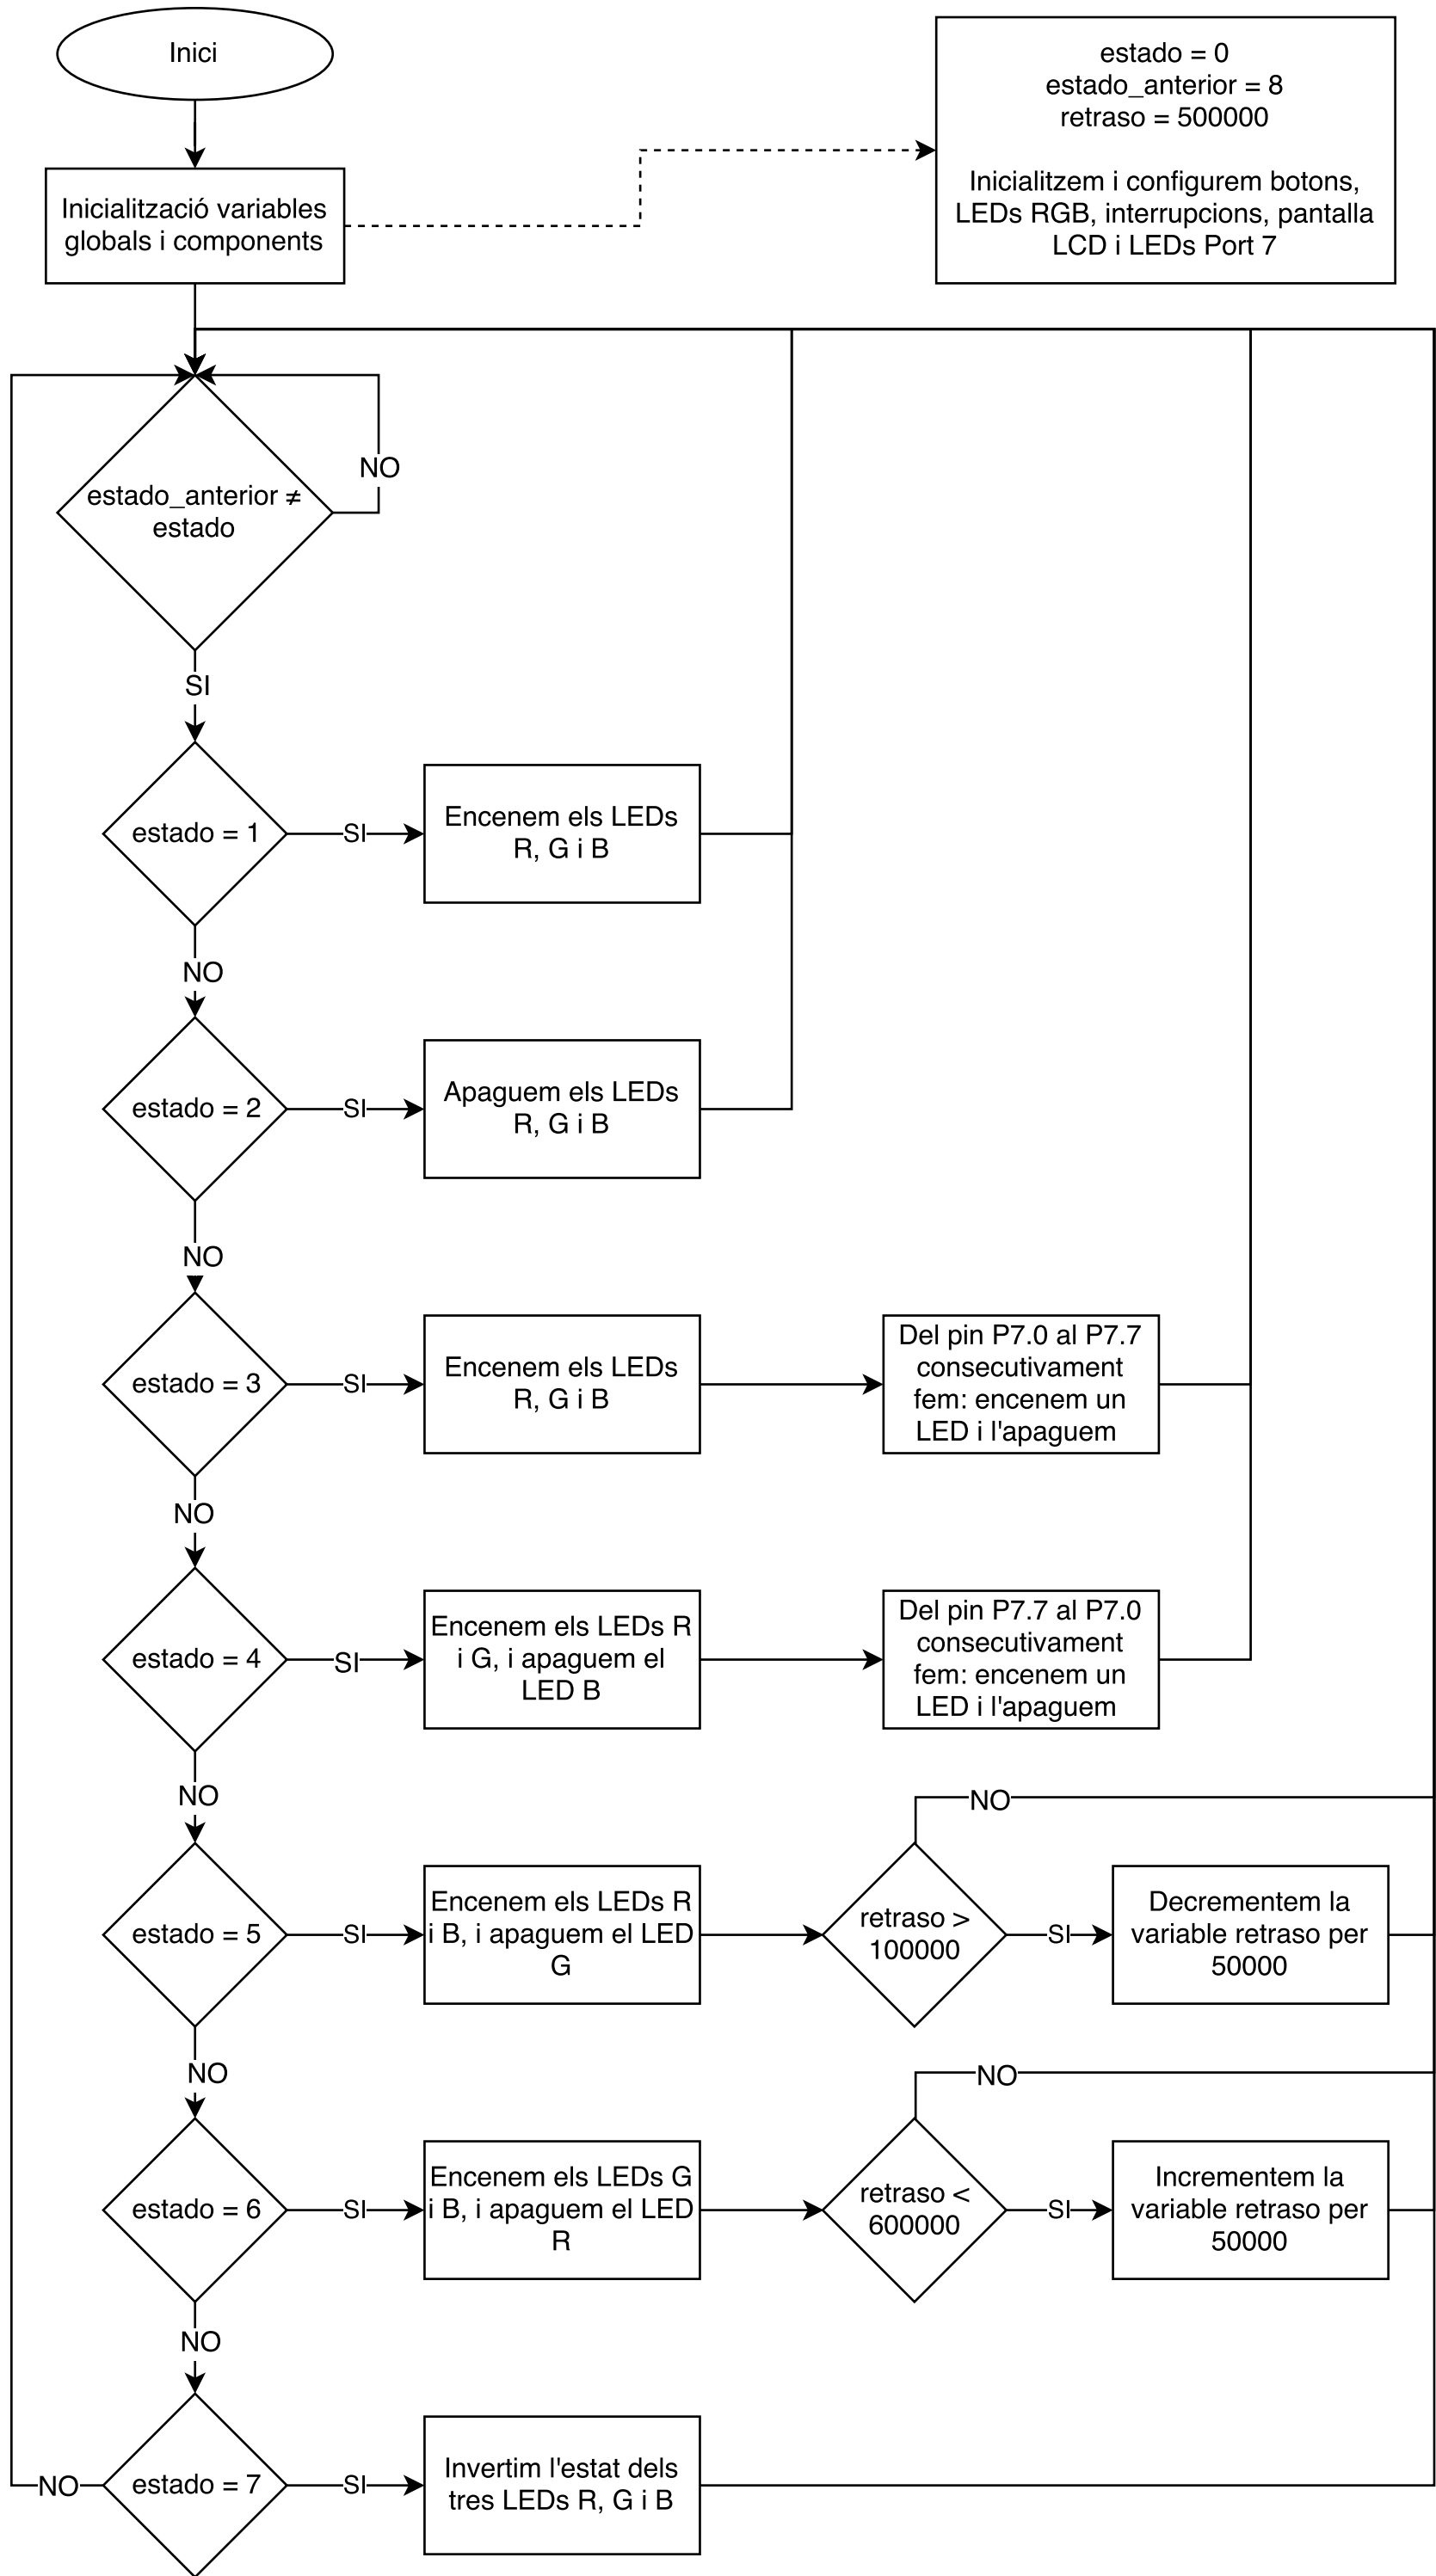 Inici
estado = 0
estado_anterior = 8
retraso = 500000
Inicialitzem i configurem botons,
LEDs RGB, interrupcions, pantalla
LCD i LEDs Port 7
Inicialització variables
globals i components
NO
estado_anterior ≠
estado
SI
estado = 1
SI
Encenem els LEDs
R, G i B
NO
estado = 2
SI
Apaguem els LEDs
R, G i B
NO
estado = 3
SI
Encenem els LEDs
R, G i B
Del pin P7.0 al P7.7
consecutivament
fem: encenem un
LED i l'apaguem
NO
estado = 4
SI
Encenem els LEDs R
i G, i apaguem el
LED B
Del pin P7.7 al P7.0
consecutivament
fem: encenem un
LED i l'apaguem
NO
NO
estado = 5
SI
Encenem els LEDs R
i B, i apaguem el LED
G
retraso >
100000
SI
Decrementem la
variable retraso per
50000
NO
NO
estado = 6
SI
Encenem els LEDs G
i B, i apaguem el LED
R
retraso <
600000
SI
Incrementem la
variable retraso per
50000
NO
NO
estado = 7
SI
Invertim l'estat dels
tres LEDs R, G i B